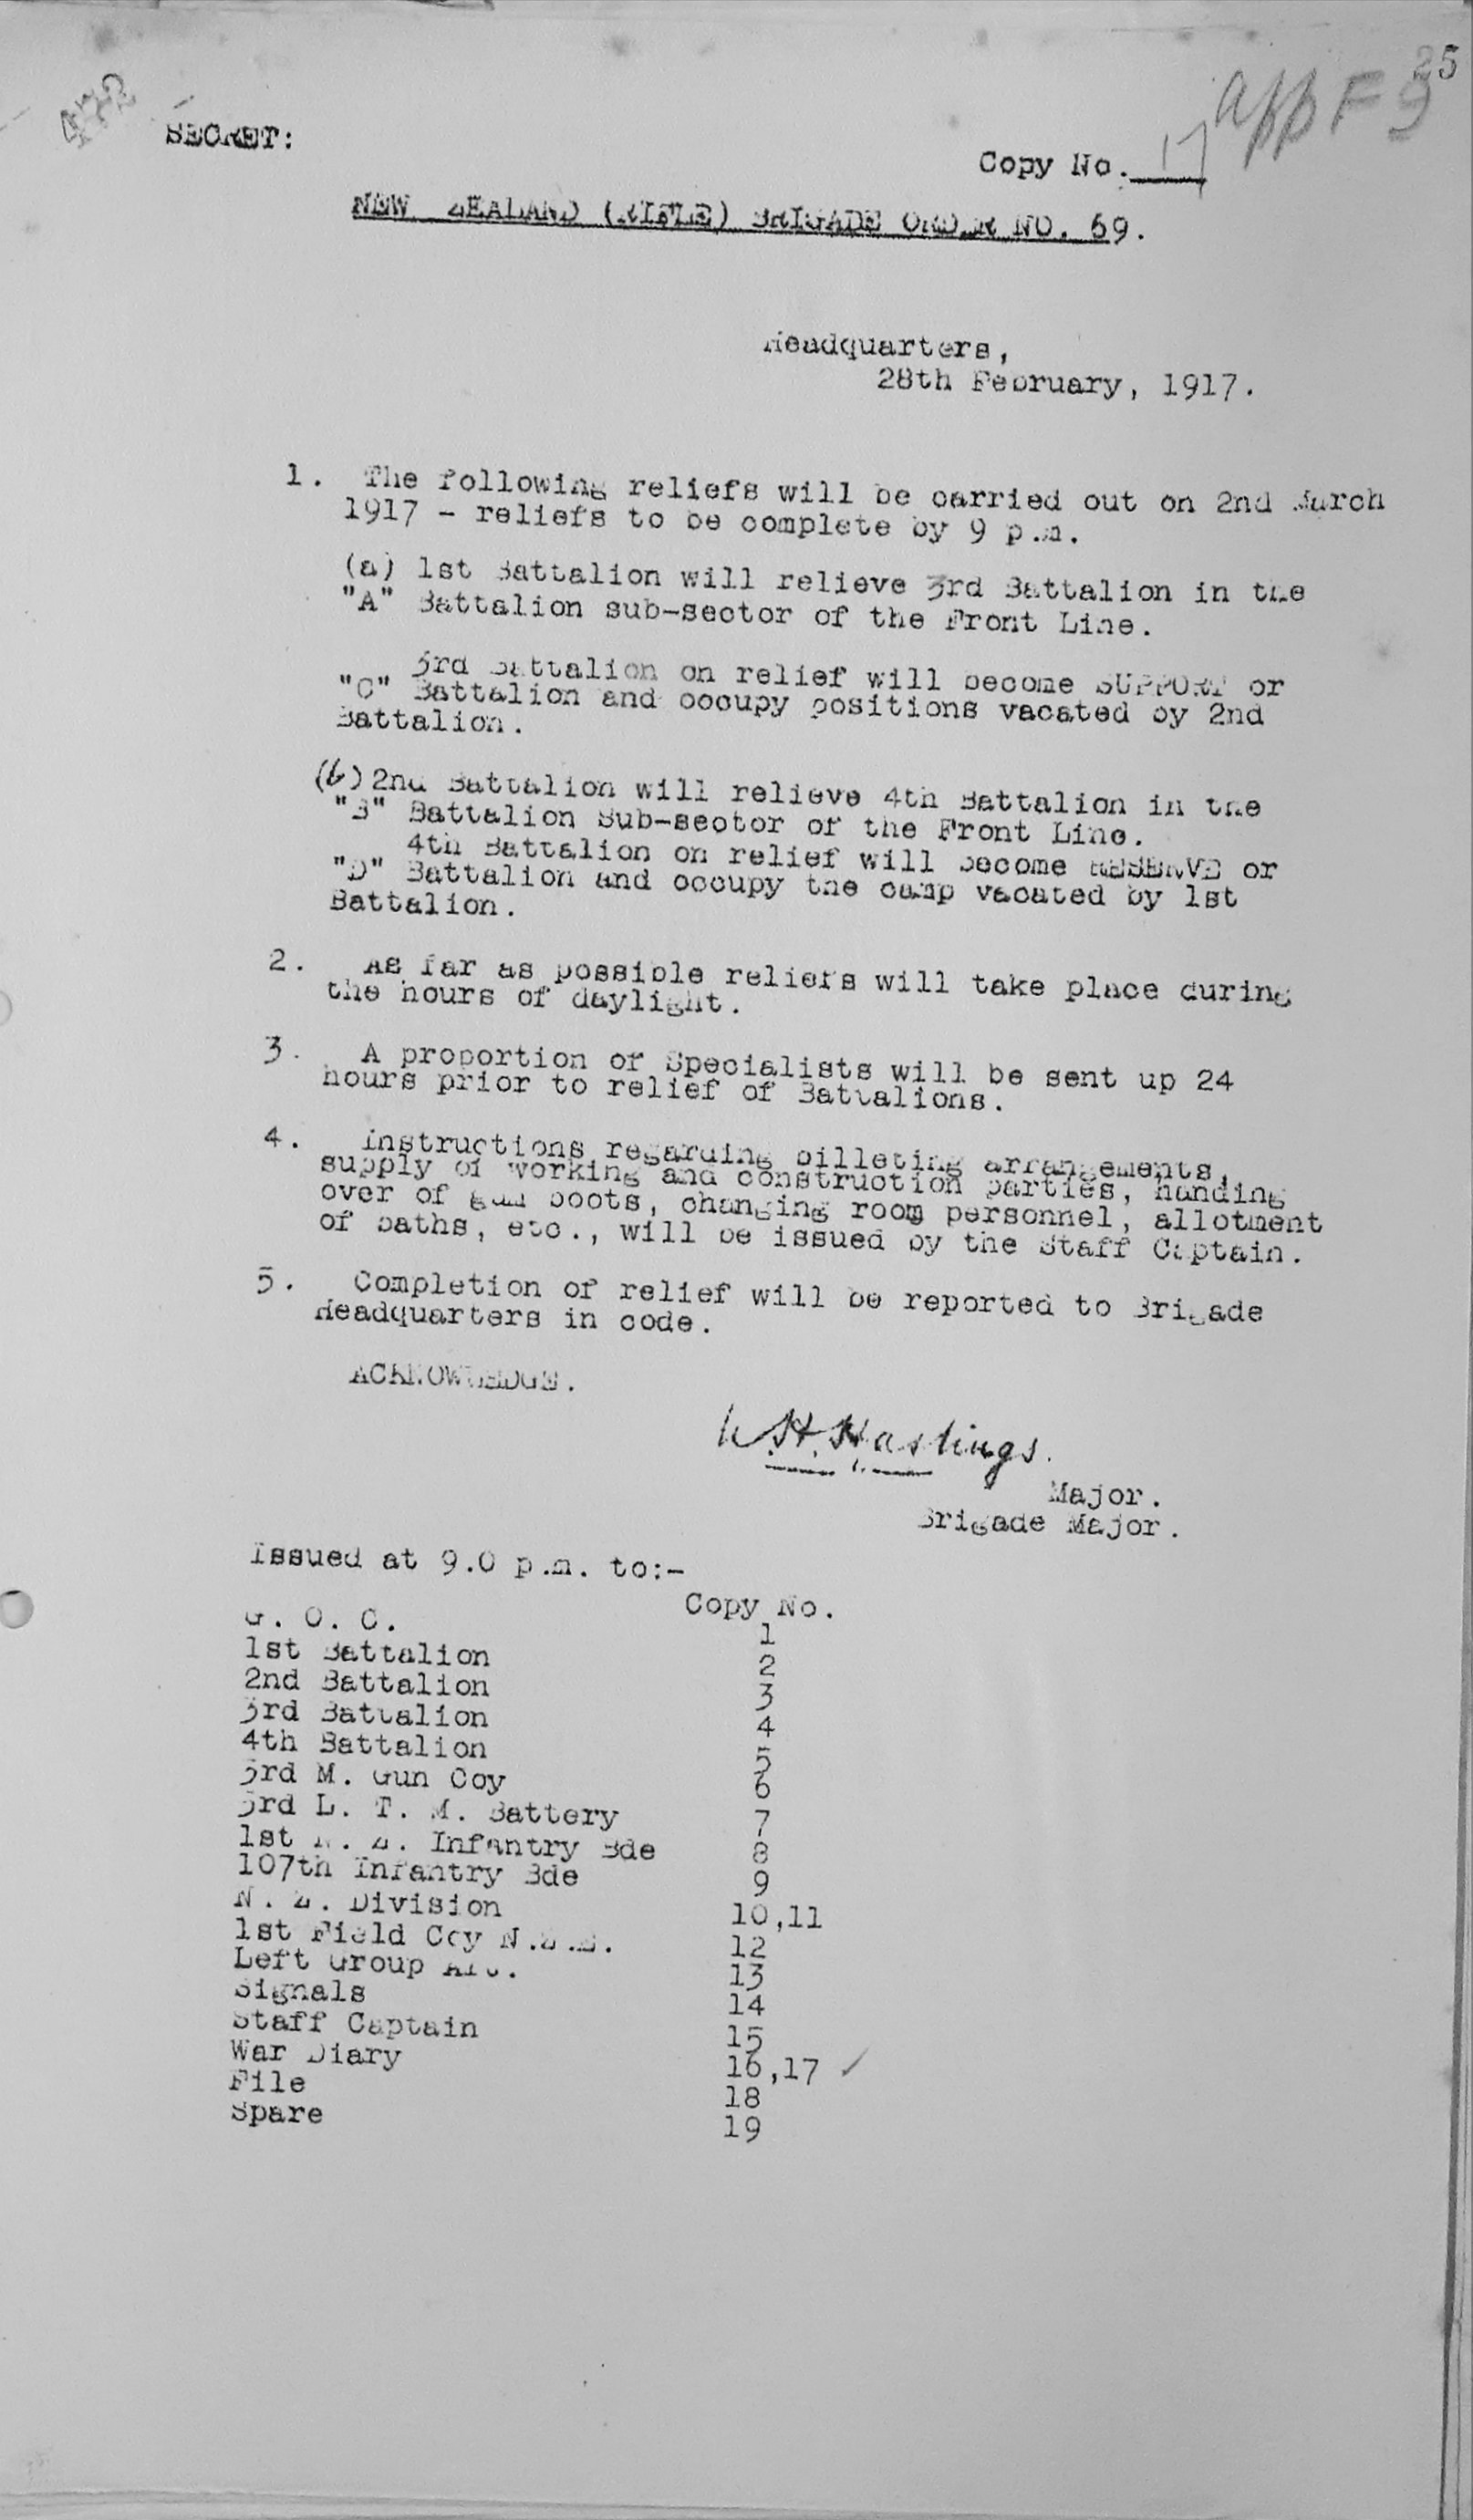 25
app F 9
SECRET:
Copy No. 17
NEW ZEALAND (RIFLE) BRIGADE ORDER NO. 69.
Headquarters,
28th February, 1917.
1. The following reliefs will be carried out on 2nd March
1917 - reliefs to be complete by 9 p.m.
(a) 1st Battalion will relieve 3rd Battalion in the
"A" Battalion sub-sector of the Front Line.
3rd Battalion on relief will become SUPPORT or
"C" Battalion and occupy positions vacated by 2nd
Battalion.
(b) 2nd Battalion will relieve 4th Battalion in the
"B" Battalion Sub-sector of the Front Line.
4th Battalion on relief will become RESERVE or
"D" Battalion and occupy the camp vacated by 1st
Battalion.
2. As far as possible reliefs will take place during
the hours of daylight.
3. A proportion of Specialists will be sent up 24
hours prior to relief of Battalions.
4. Instructions regarding billeting arrangements,
supply of working and construction parties, handing
over of gum boots, changing room personnel, allotment
of baths, etc., will be issued by the Staff Captain.
5. Completion of relief will be reported to Brigade
Headquarters in code.
ACKNOWLEDGE.
W.H. Hastings.
Major.
Brigade Major.
Issued at 9.0 p.m. to:-
Copy No.
G. O. C. 1
1st Battalion 2
2nd Battalion 3
3rd Battalion 4
4th Battalion 5
3rd M. Gun Coy 6
3rd L. T. M. Battery 7
1st N. Z. Infantry Bde 8
107th Infantry Bde 9
N. Z. Division 10,11
1st Field Coy N.Z.E. 12
Left Group 13
Signals 14
Staff Captain 15
War Diary 16,17 ✓
File 18
Spare 19